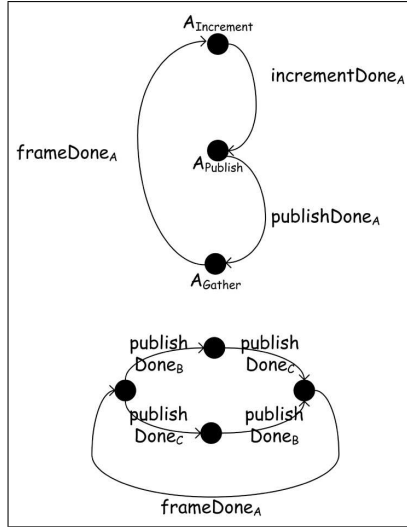 A_Increment
incrementDone_A
frameDone_A
A_Publish
publishDone_A
A_Gather
publish publish
Done_B Done_C
publish publish
Done_C Done_B
frameDone_A